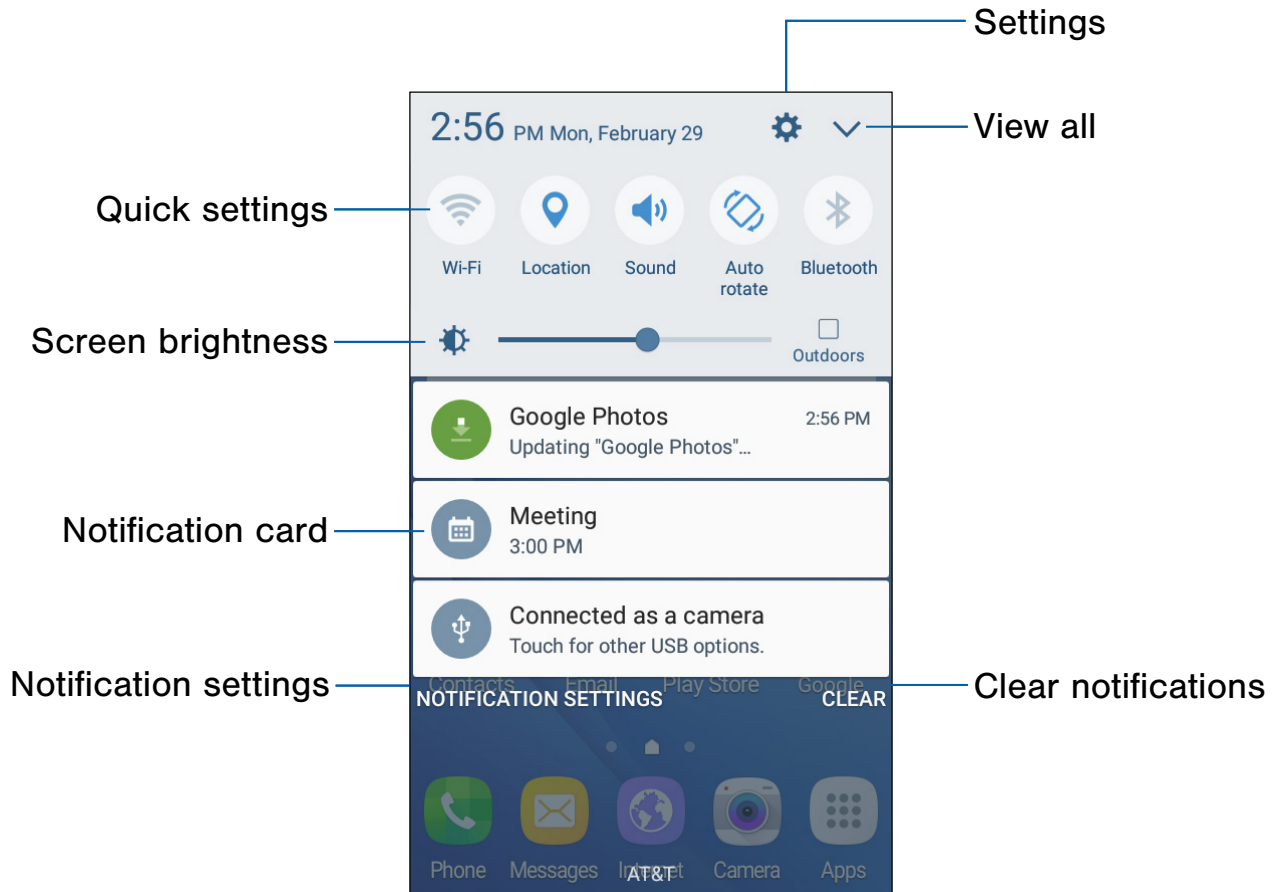 Settings
2:56 PM Mon, February 29
View all
Quick settings
Wi-Fi Location Sound Auto rotate Bluetooth
Screen brightness
Outdoors
Google Photos 2:56 PM
Updating "Google Photos"...
Notification card
Meeting
3:00 PM
Connected as a camera
Touch for other USB options.
Notification settings
Contacts Email Play Store Google
NOTIFICATION SETTINGS CLEAR
Clear notifications
Phone Messages Internet Camera Apps
AT&T